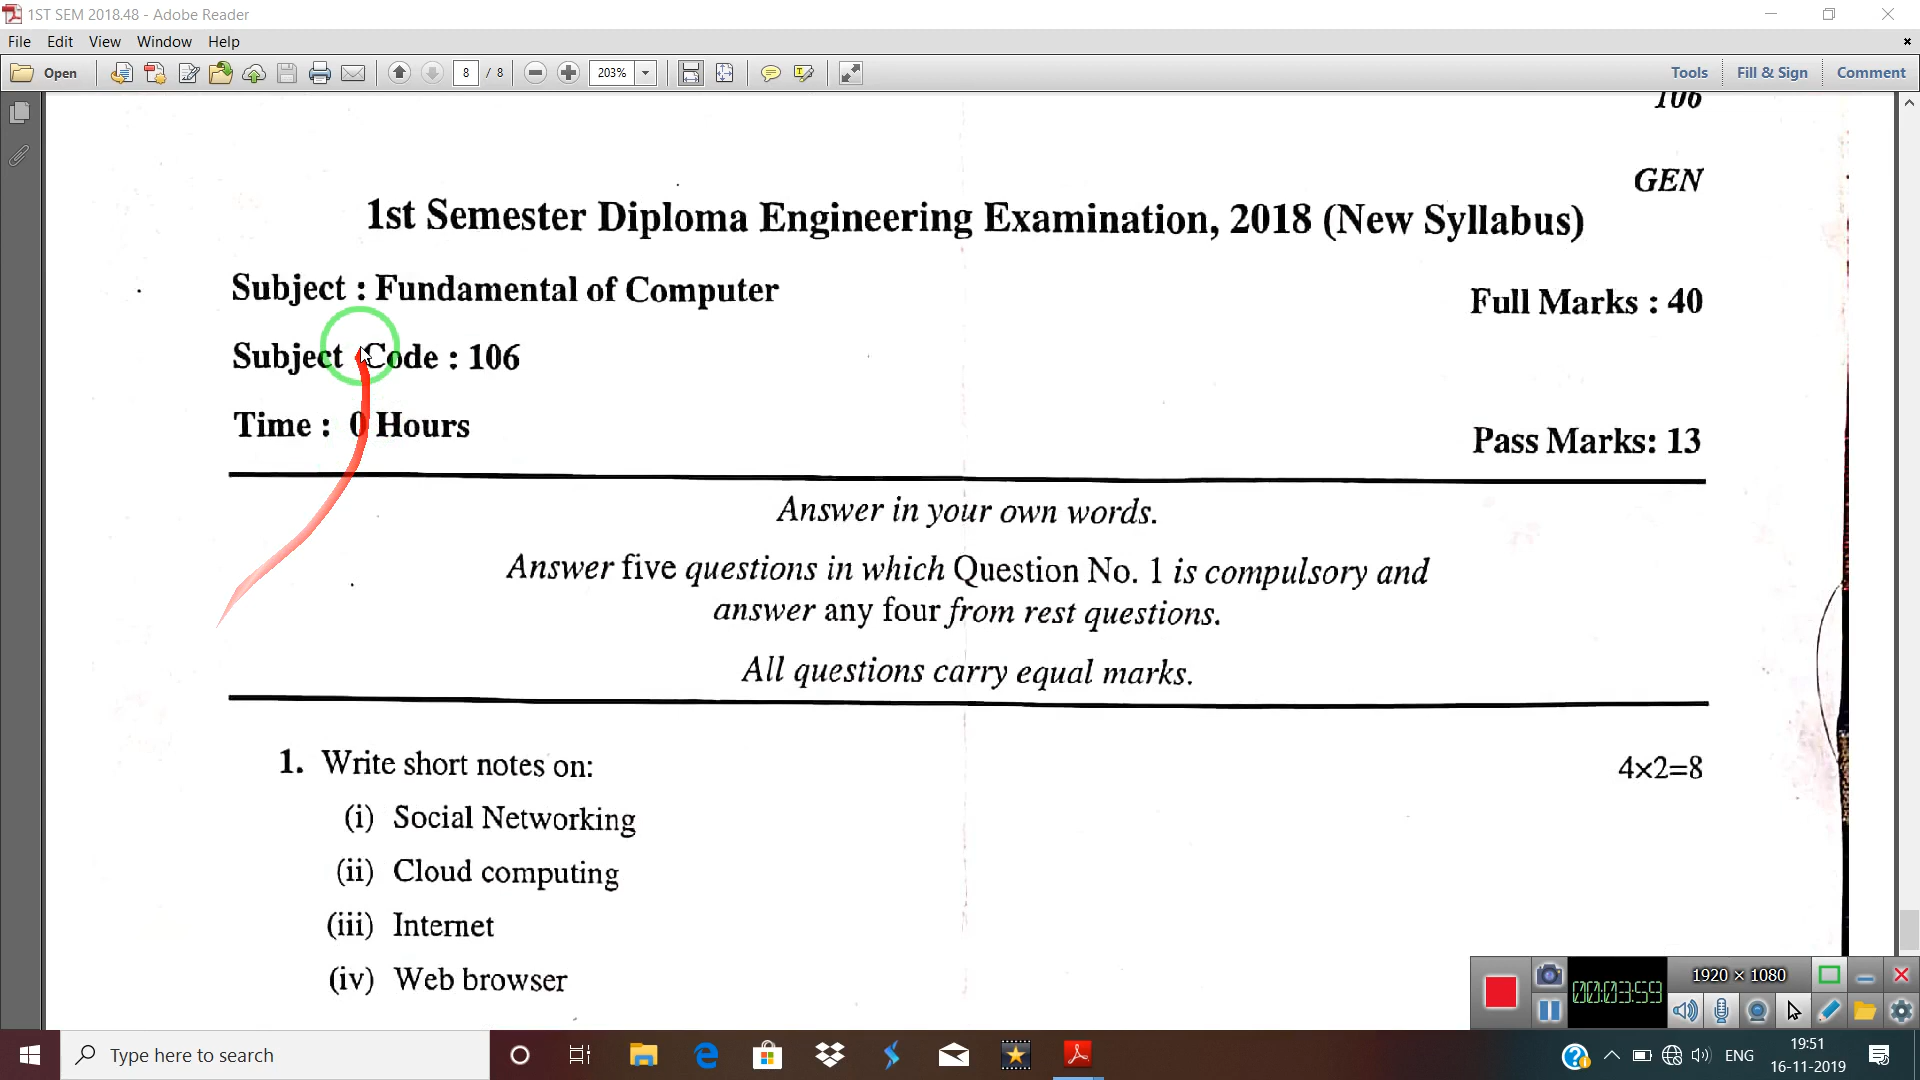 1ST SEM 2018.48 - Adobe Reader
File Edit View Window Help
Open 8 / 8 203% Tools Fill & Sign Comment
106
GEN
1st Semester Diploma Engineering Examination, 2018 (New Syllabus)
Subject : Fundamental of Computer
Full Marks : 40
Subject Code : 106
Time : 0 Hours
Pass Marks: 13
Answer in your own words.
Answer five questions in which Question No. 1 is compulsory and
answer any four from rest questions.
All questions carry equal marks.
1. Write short notes on: 4×2=8
(i) Social Networking
(ii) Cloud computing
(iii) Internet
(iv) Web browser
1920 × 1080
00:03:59
Type here to search
ENG
19:51
16-11-2019